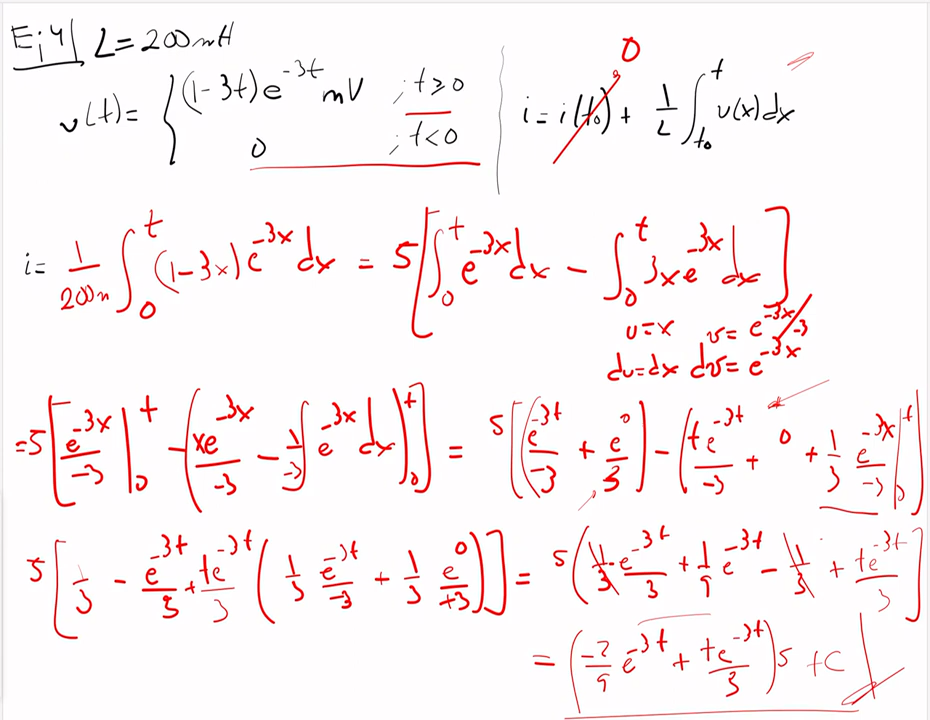 Ej 4 | L = 200 mH
v(t) = { (1-3t)e^{-3t} mV ; t ≥ 0
0 ; t < 0
i = i(t₀) + 1/L ∫_{t₀}^{t} v(x) dx
0
i = 1/200m ∫_0^t (1-3x) e^{-3x} dx = 5 [ ∫_0^t e^{-3x} dx - ∫_0^t 3x e^{-3x} dx ]
u = x v = e^{-3x}/-3
du = dx dv = e^{-3x}
= 5 [ e^{-3x}/-3 |_0^t - ( xe^{-3x}/-3 - 1/-3 ∫ e^{-3x} dx )|_0^t ] = 5 [ ( e^{-3t}/-3 + e^0/3 ) - ( te^{-3t}/-3 + 0 + 1/3 e^{-3x}/-3 |_0^t ]
5 [ 1/3 - e^{-3t}/3 + te^{-3t}/3 ( 1/3 e^{-3t}/-3 + 1/3 e^0/+3 ) ] = 5 ( 1/3 - e^{-3t}/3 + 1/9 e^{-3t} - 1/3 + te^{-3t}/3 ]
= ( -2/9 e^{-3t} + te^{-3t}/3 ) 5 + C